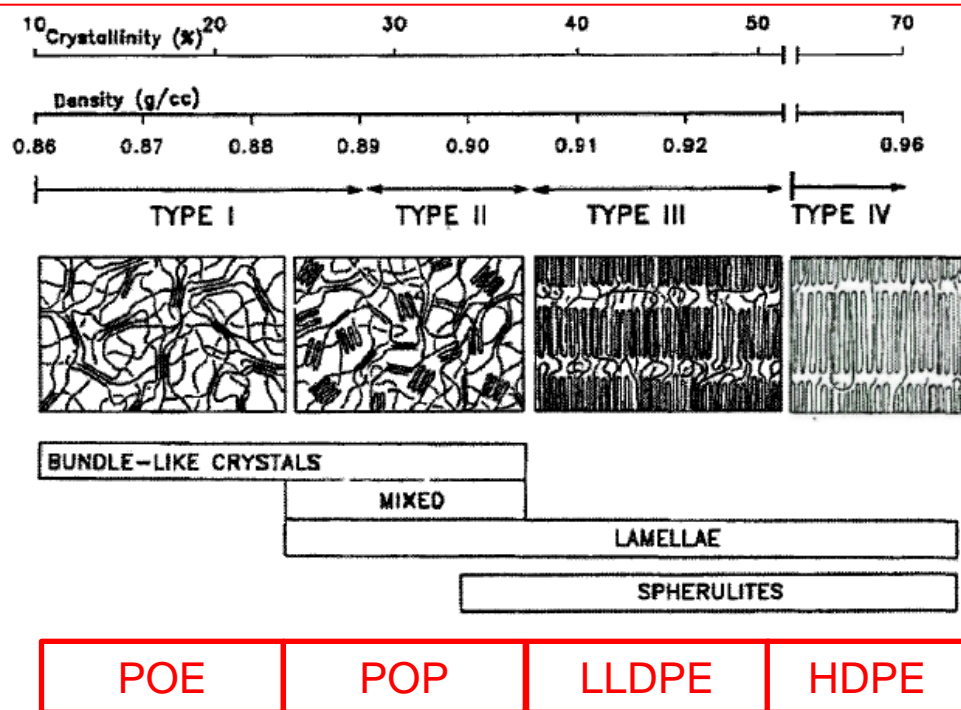 10 Crystallinity (%) 20 30 40 50 70
Density (g/cc)
0.86 0.87 0.88 0.89 0.90 0.91 0.92 0.96
TYPE I TYPE II TYPE III TYPE IV
BUNDLE-LIKE CRYSTALS
MIXED
LAMELLAE
SPHERULITES
POE POP LLDPE HDPE